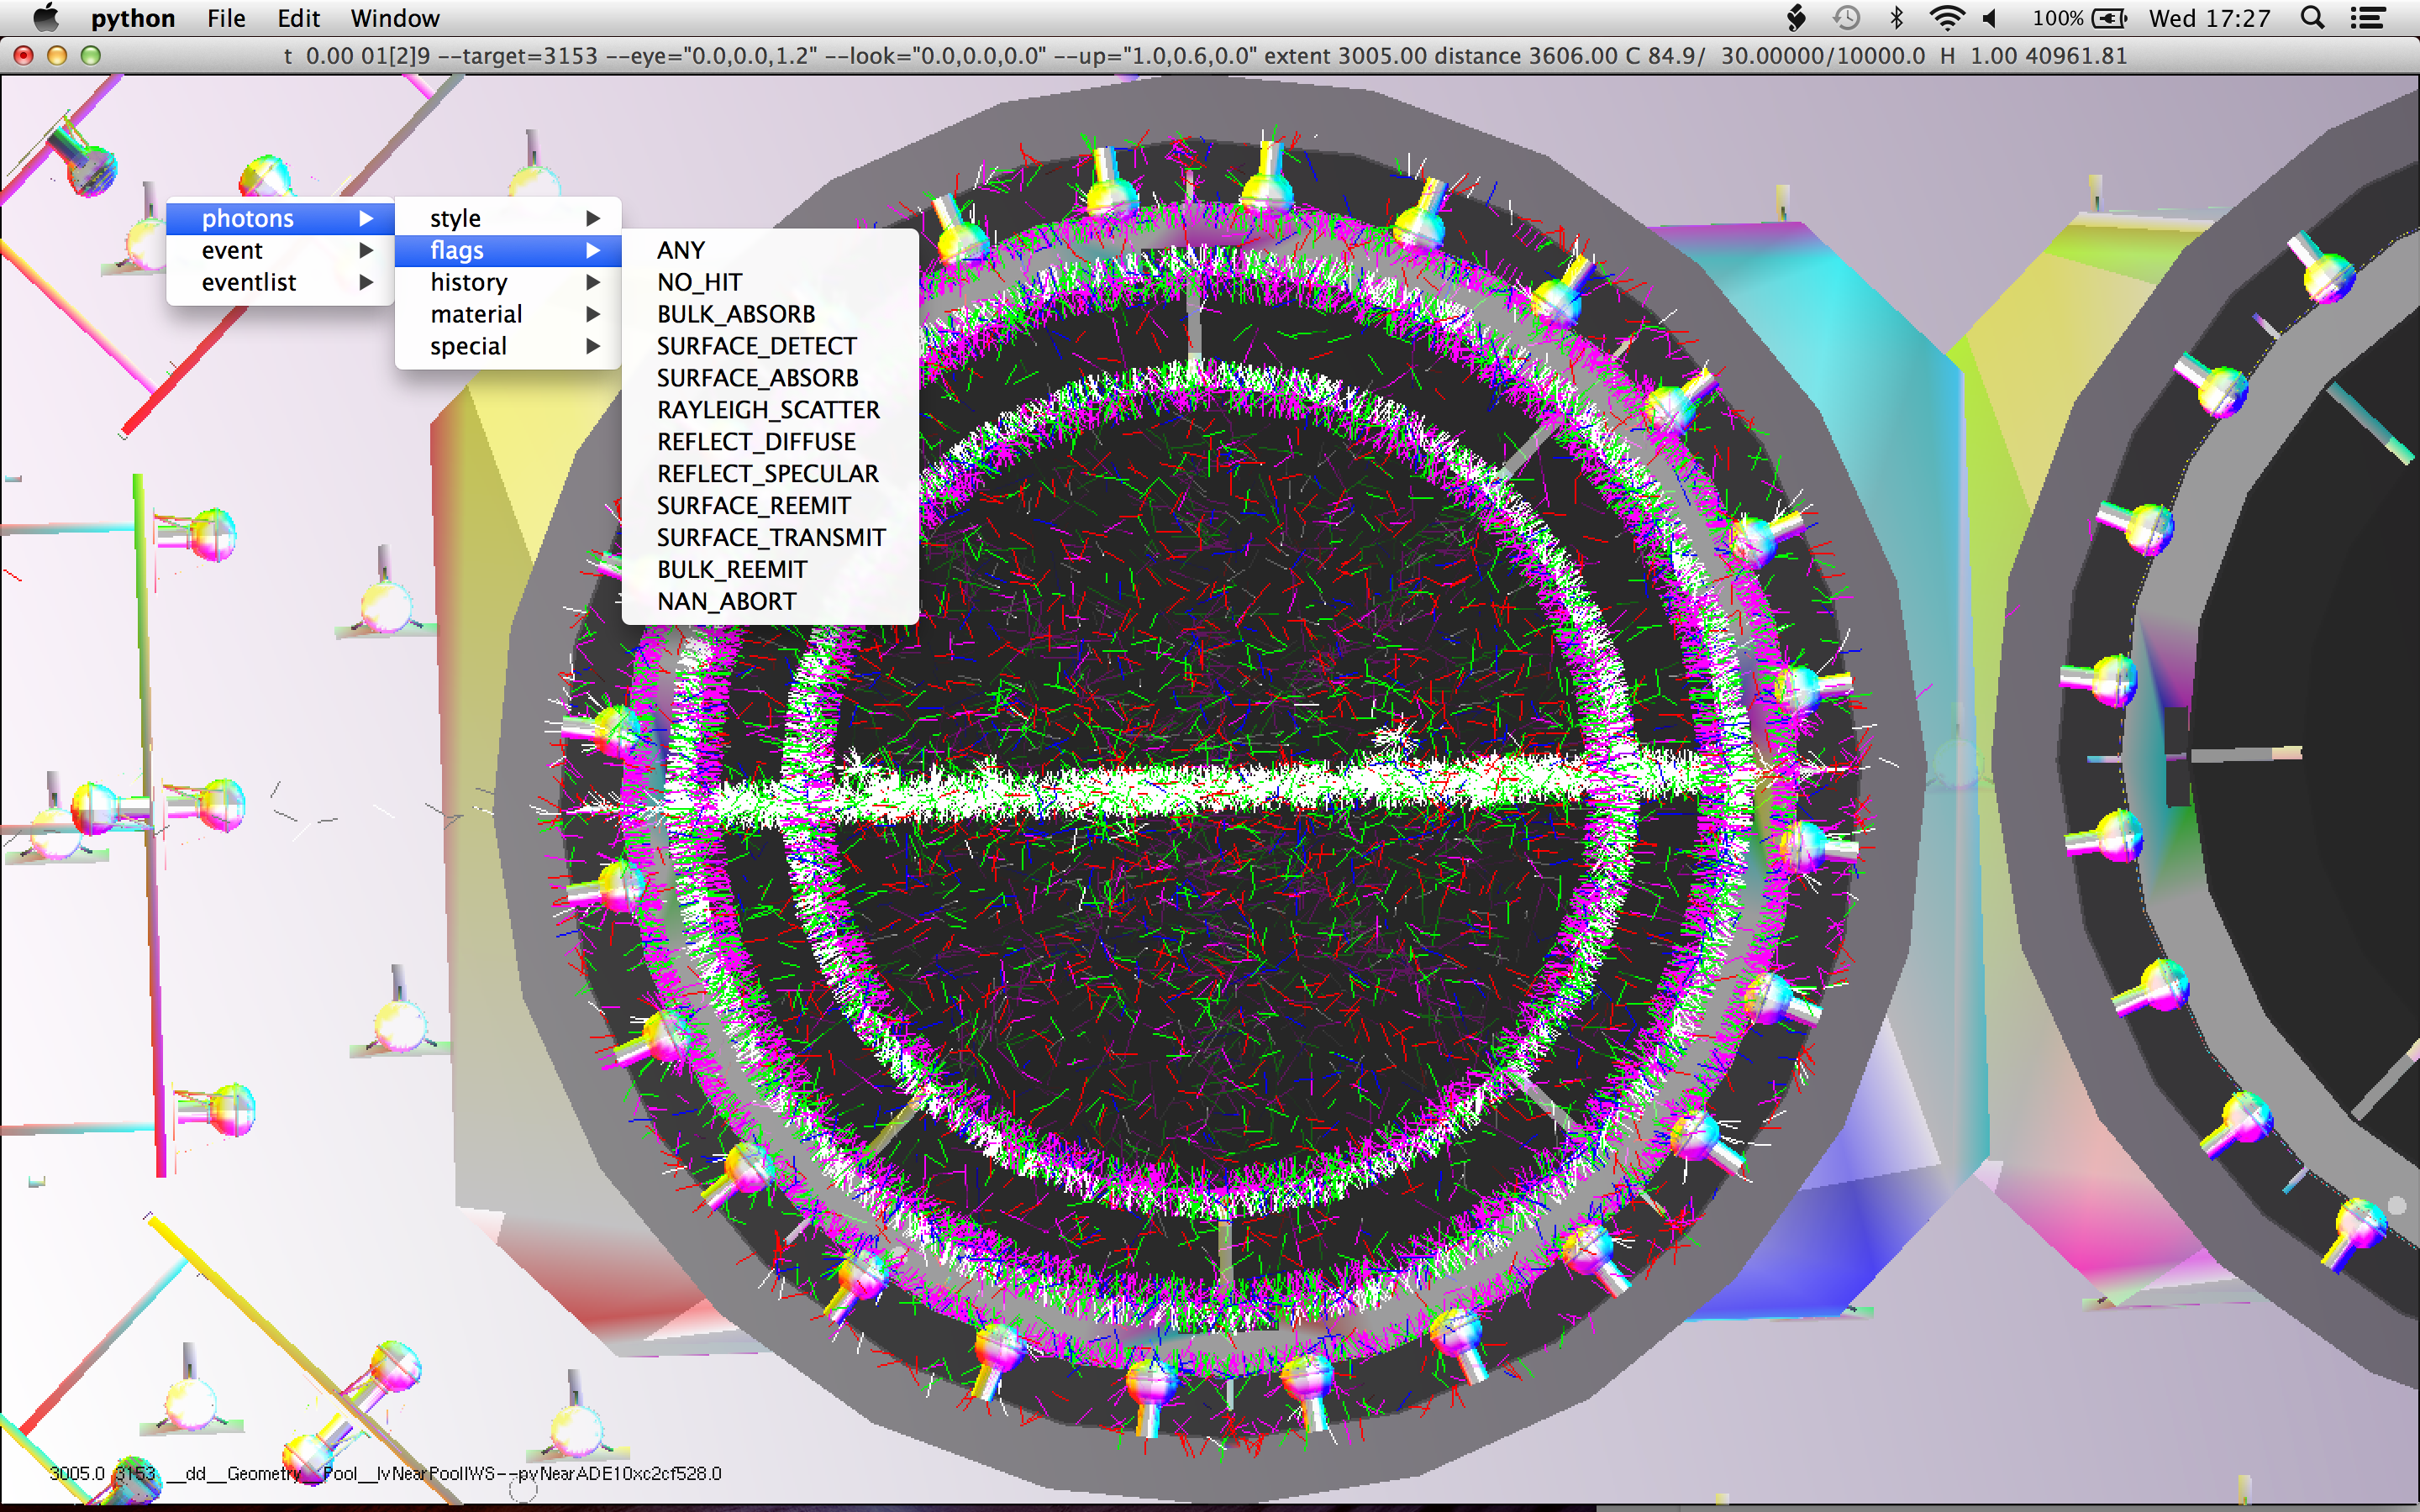 python File Edit Window 100% Wed 17:27
t 0.00 01[2]9 --target=3153 --eye="0.0,0.0,1.2" --look="0.0,0.0,0.0" --up="1.0,0.6,0.0" extent 3005.00 distance 3606.00 C 84.9/ 30.00000/10000.0 H 1.00 40961.81
photons
event
eventlist
style
flags
history
material
special
ANY
NO_HIT
BULK_ABSORB
SURFACE_DETECT
SURFACE_ABSORB
RAYLEIGH_SCATTER
REFLECT_DIFFUSE
REFLECT_SPECULAR
SURFACE_REEMIT
SURFACE_TRANSMIT
BULK_REEMIT
NAN_ABORT
3005.0 3153 __dd__Geometry__Pool__lvNearPoolIWS--pvNearADE10xc2cf528.0